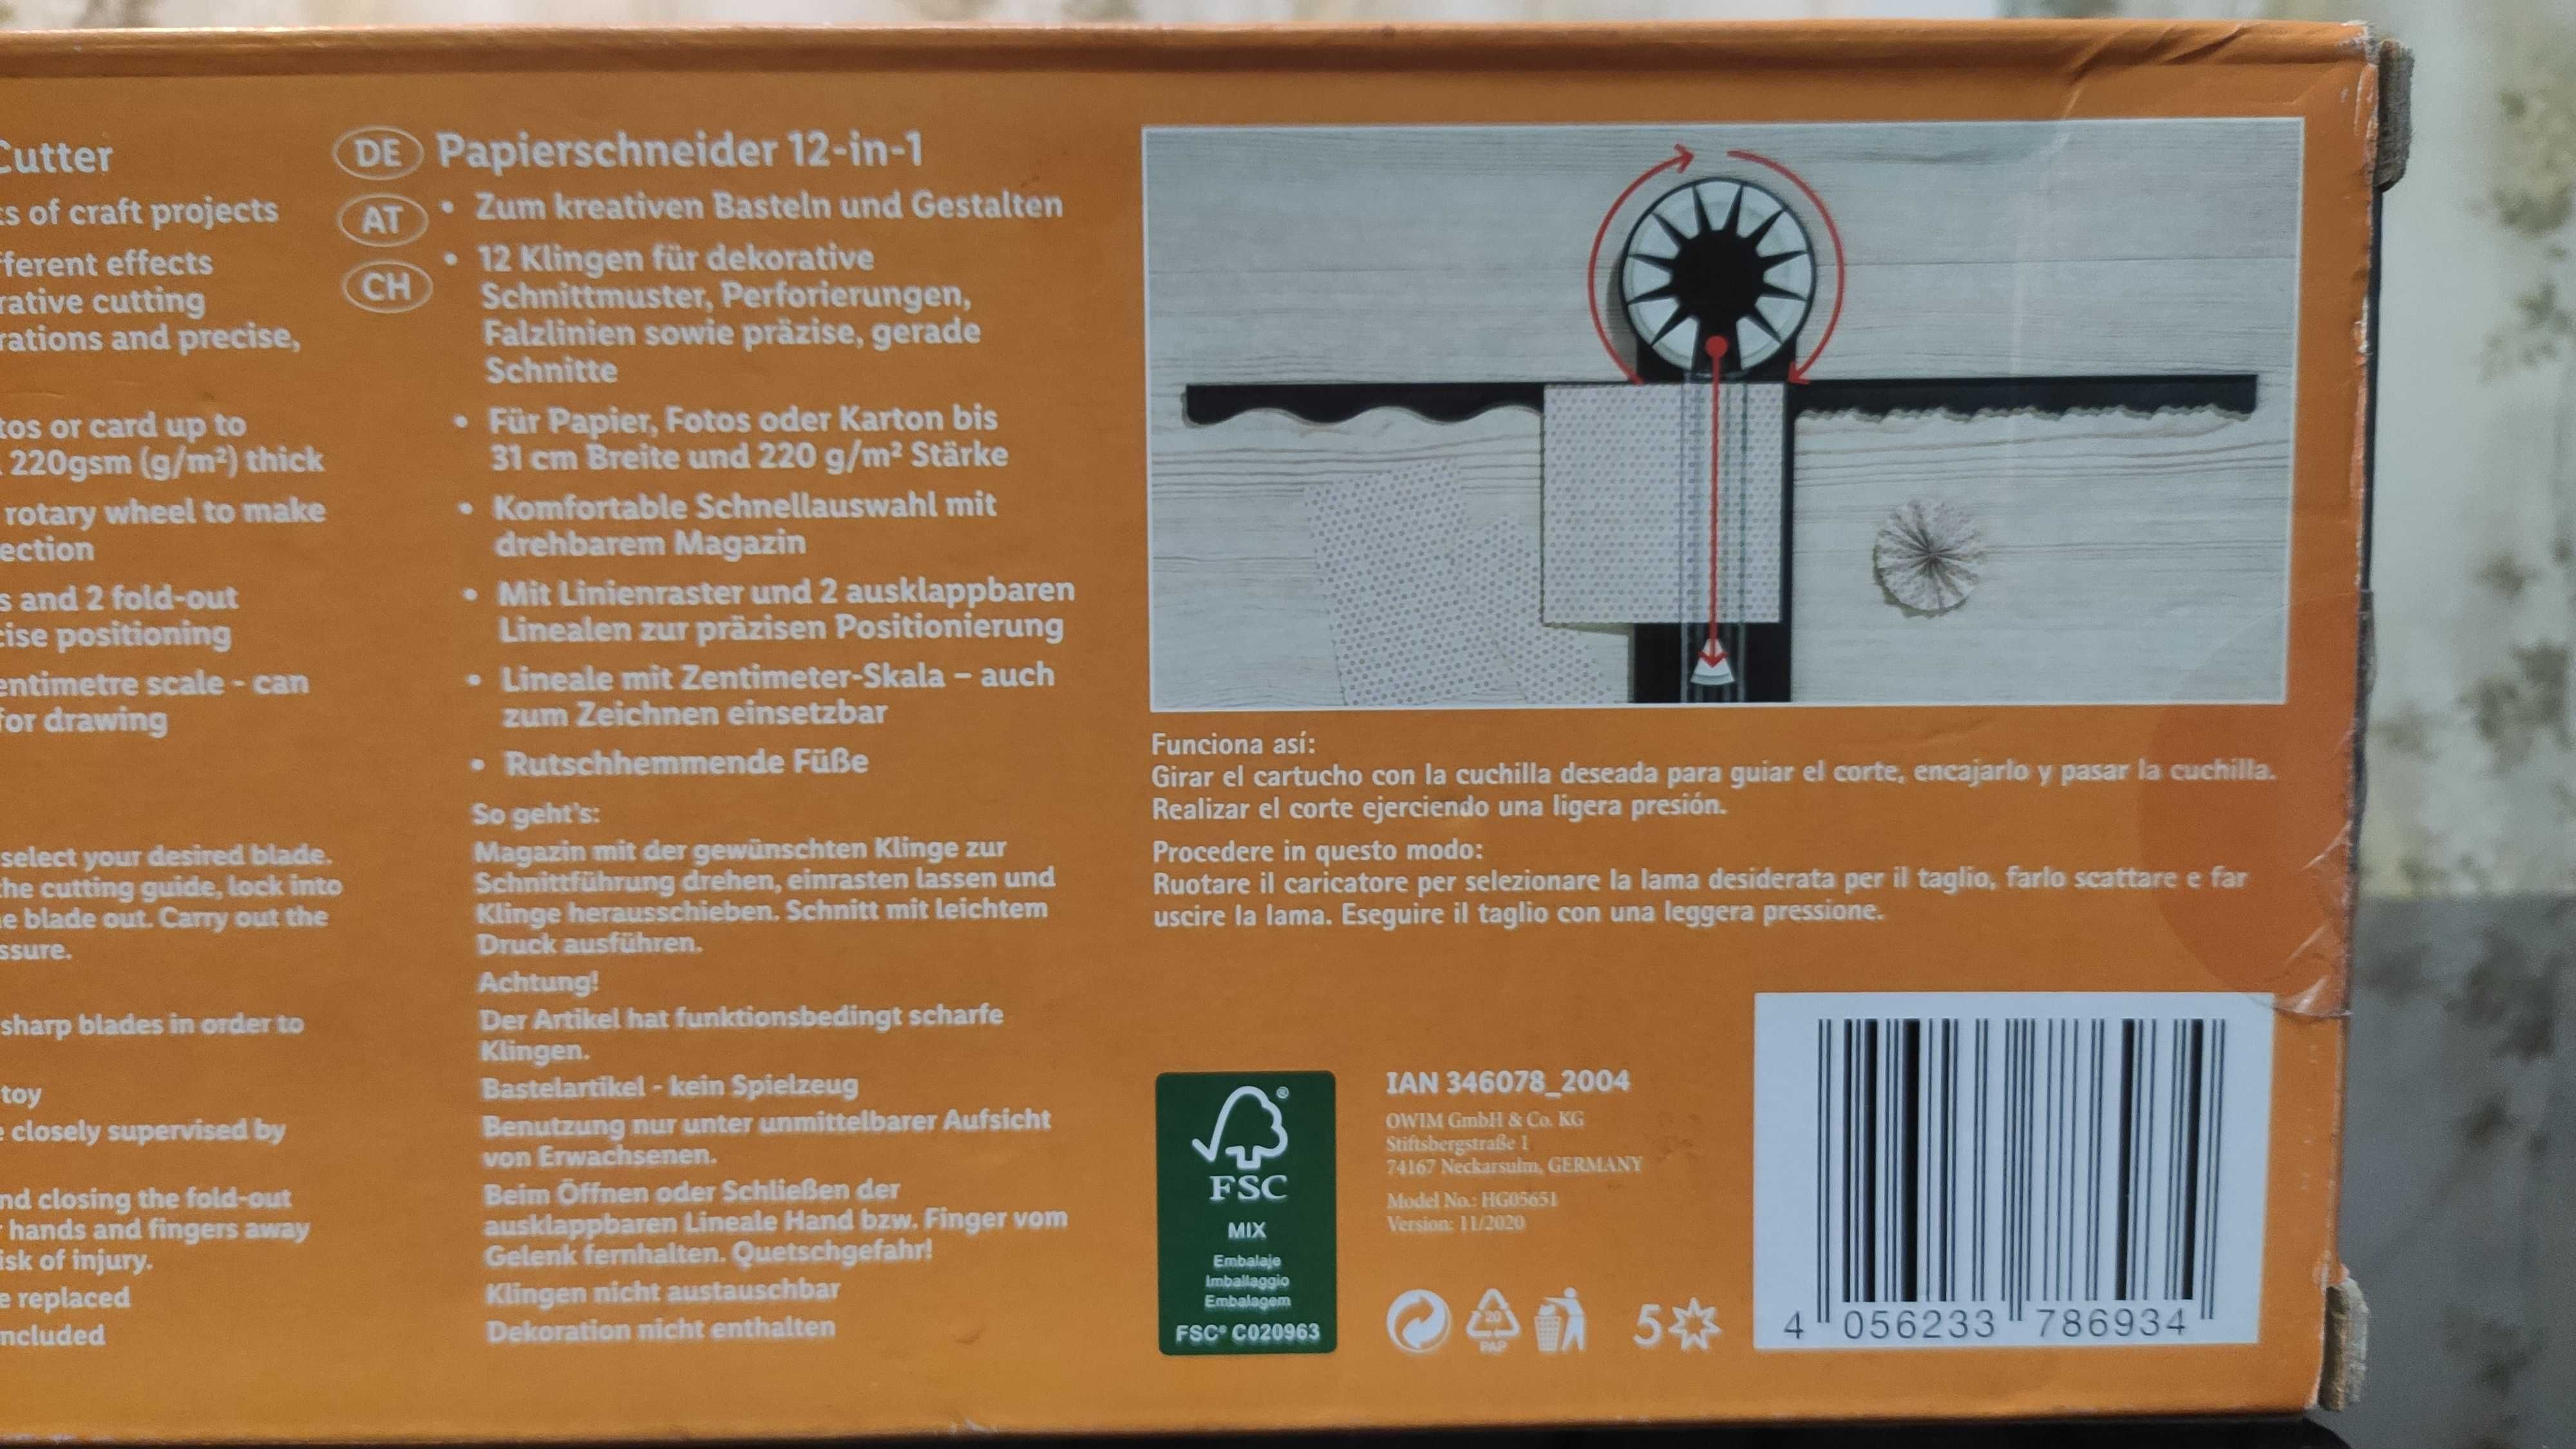 Cutter
s of craft projects
fferent effects
rative cutting
rations and precise,
tos or card up to
220gsm (g/m²) thick
rotary wheel to make
ection
s and 2 fold-out
cise positioning
entimetre scale - can
for drawing
select your desired blade.
he cutting guide, lock into
e blade out. Carry out the
ssure.
sharp blades in order to
toy
e closely supervised by
nd closing the fold-out
hands and fingers away
isk of injury.
e replaced
ncluded
DE
AT
CH
Papierschneider 12-in-1
• Zum kreativen Basteln und Gestalten
• 12 Klingen für dekorative
Schnittmuster, Perforierungen,
Falzlinien sowie präzise, gerade
Schnitte
• Für Papier, Fotos oder Karton bis
31 cm Breite und 220 g/m² Stärke
• Komfortable Schnellauswahl mit
drehbarem Magazin
• Mit Linienraster und 2 ausklappbaren
Linealen zur präzisen Positionierung
• Lineale mit Zentimeter-Skala – auch
zum Zeichnen einsetzbar
• Rutschhemmende Füße
So geht's:
Magazin mit der gewünschten Klinge zur
Schnittführung drehen, einrasten lassen und
Klinge herausschieben. Schnitt mit leichtem
Druck ausführen.
Achtung!
Der Artikel hat funktionsbedingt scharfe
Klingen.
Bastelartikel - kein Spielzeug
Benutzung nur unter unmittelbarer Aufsicht
von Erwachsenen.
Beim Öffnen oder Schließen der
ausklappbaren Lineale Hand bzw. Finger vom
Gelenk fernhalten. Quetschgefahr!
Klingen nicht austauschbar
Dekoration nicht enthalten
Funciona así:
Girar el cartucho con la cuchilla deseada para guiar el corte, encajarlo y pasar la cuchilla.
Realizar el corte ejerciendo una ligera presión.
Procedere in questo modo:
Ruotare il caricatore per selezionare la lama desiderata per il taglio, farlo scattare e far
uscire la lama. Eseguire il taglio con una leggera pressione.
®
FSC
MIX
Embalaje
Imballaggio
Embalagem
FSC® C020963
IAN 346078_2004
OWIM GmbH & Co. KG
Stiftsbergstraße 1
74167 Neckarsulm, GERMANY
Model No.: HG05651
Version: 11/2020
20
PAP
5
4 056233 786934